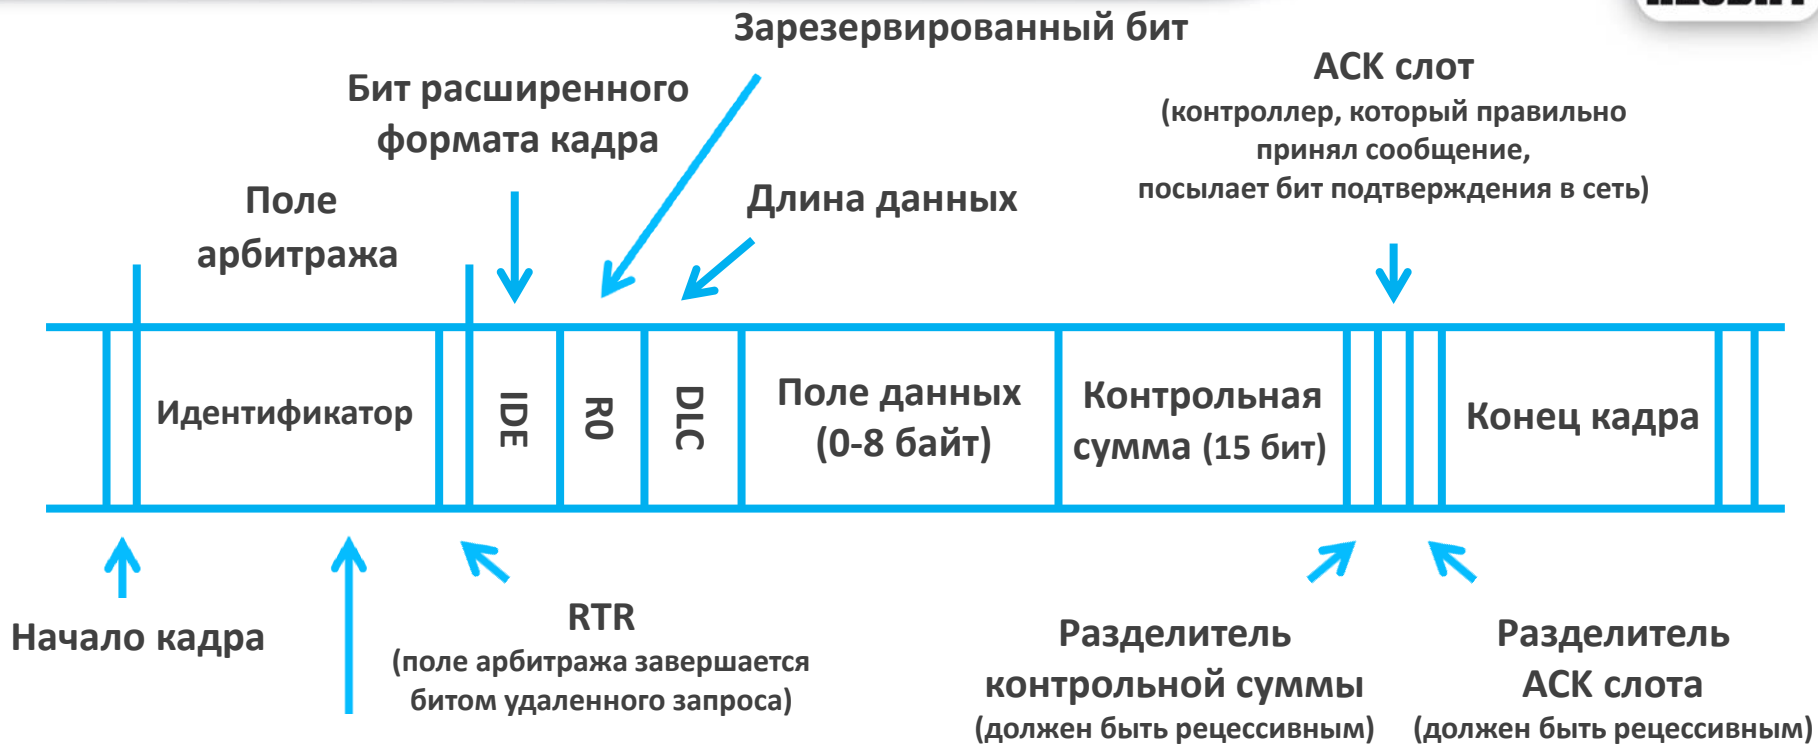 Зарезервированный бит
Бит расширенного
формата кадра
ACK слот
(контроллер, который правильно
принял сообщение,
посылает бит подтверждения в сеть)
Поле
арбитража
Длина данных
Идентификатор
IDE
R0
DLC
Поле данных
(0-8 байт)
Контрольная
сумма (15 бит)
Конец кадра
Начало кадра
RTR
(поле арбитража завершается
битом удаленного запроса)
Разделитель
контрольной суммы
(должен быть рецессивным)
Разделитель
ACK слота
(должен быть рецессивным)